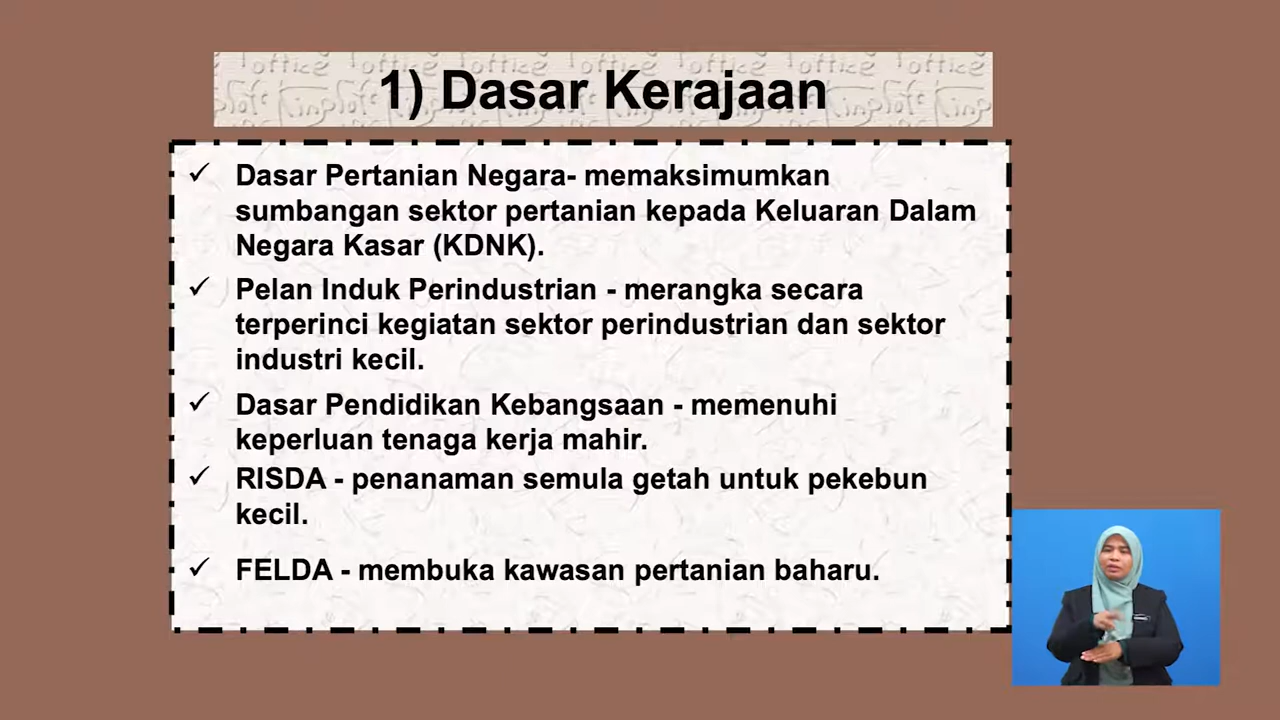 1) Dasar Kerajaan
✓ Dasar Pertanian Negara- memaksimumkan
sumbangan sektor pertanian kepada Keluaran Dalam
Negara Kasar (KDNK).
✓ Pelan Induk Perindustrian - merangka secara
terperinci kegiatan sektor perindustrian dan sektor
industri kecil.
✓ Dasar Pendidikan Kebangsaan - memenuhi
keperluan tenaga kerja mahir.
✓ RISDA - penanaman semula getah untuk pekebun
kecil.
✓ FELDA - membuka kawasan pertanian baharu.